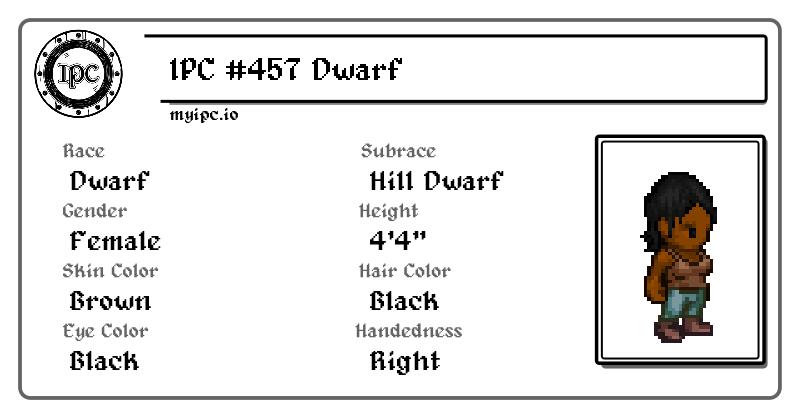 IPC
IPC #457 Dwarf
myipc.io
Race
Dwarf
Subrace
Hill Dwarf
Gender
Female
Height
4'4"
Skin Color
Brown
Hair Color
Black
Eye Color
Black
Handedness
Right